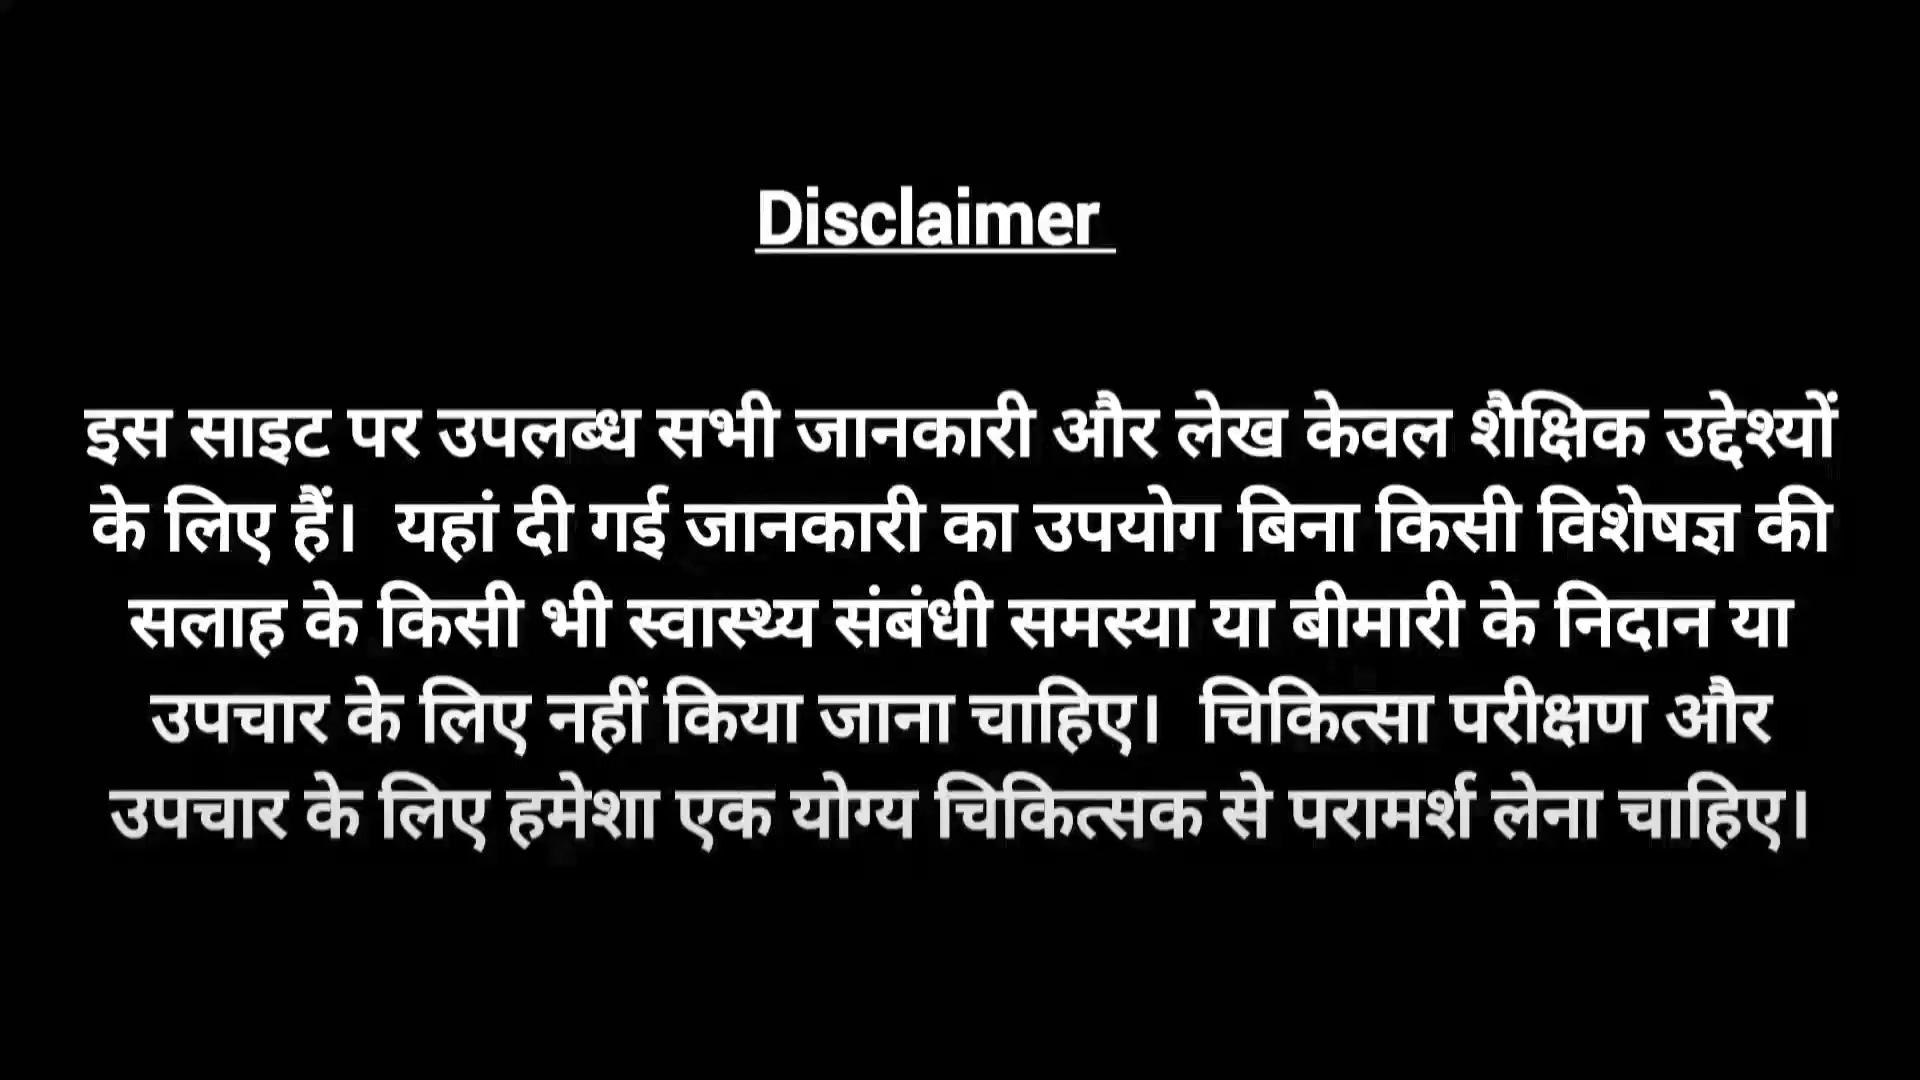 Disclaimer
इस साइट पर उपलब्ध सभी जानकारी और लेख केवल शैक्षिक उद्देश्यों
के लिए हैं।  यहां दी गई जानकारी का उपयोग बिना किसी विशेषज्ञ की
सलाह के किसी भी स्वास्थ्य संबंधी समस्या या बीमारी के निदान या
उपचार के लिए नहीं किया जाना चाहिए।  चिकित्सा परीक्षण और
उपचार के लिए हमेशा एक योग्य चिकित्सक से परामर्श लेना चाहिए।